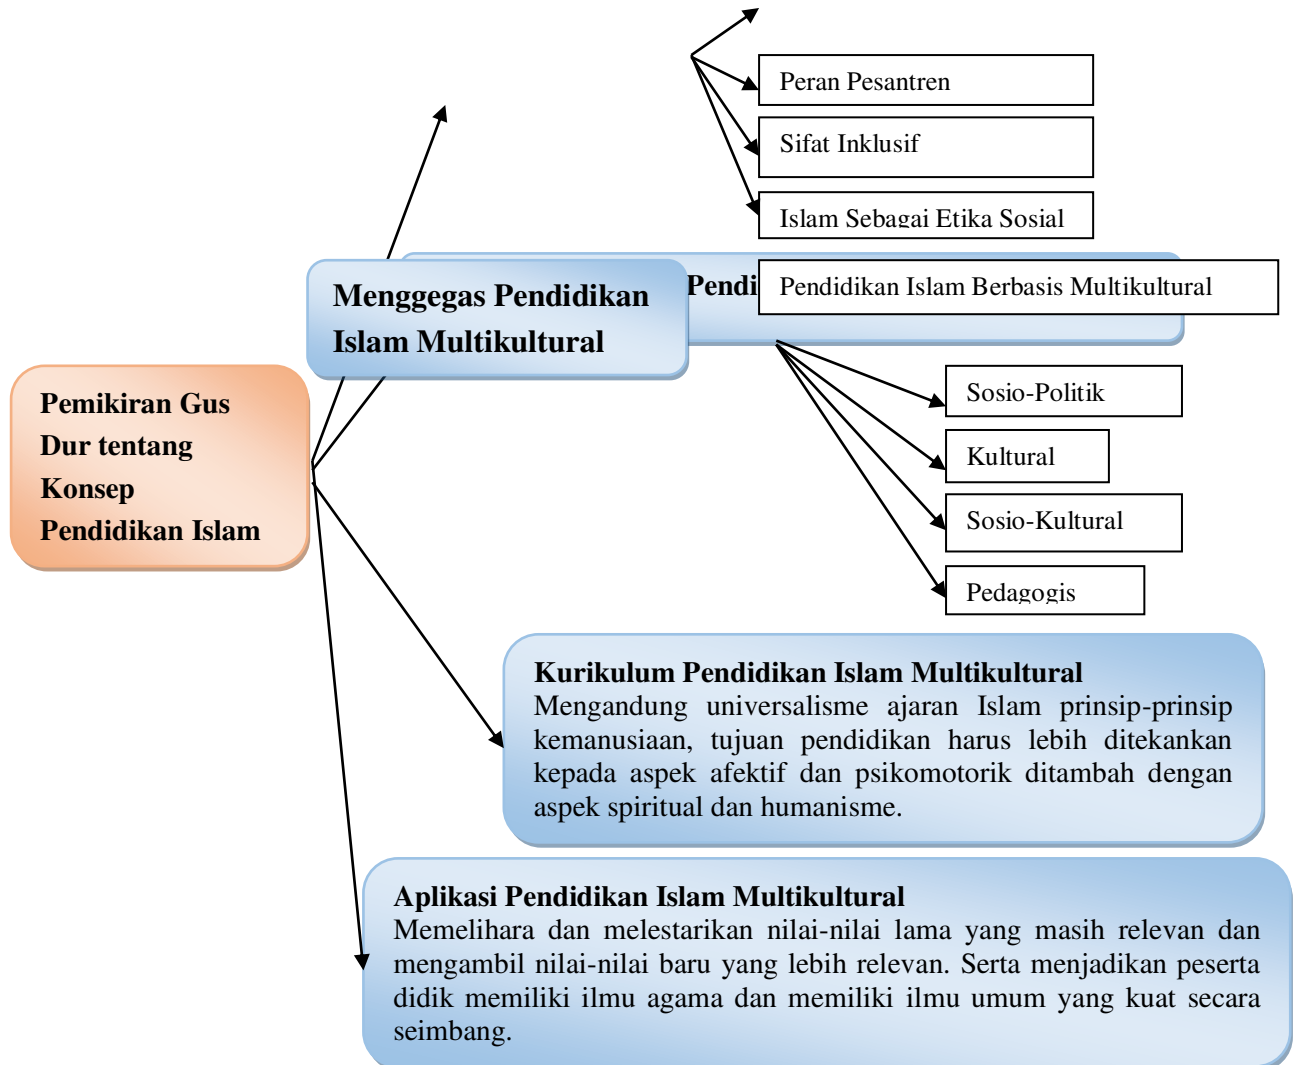 Peran Pesantren
Sifat Inklusif
Islam Sebagai Etika Sosial
Menggegas Pendidikan
Islam Multikultural
Pendidikan Islam Berbasis Multikultural
Pemikiran Gus
Dur tentang
Konsep
Pendidikan Islam
Sosio-Politik
Kultural
Sosio-Kultural
Pedagogis
Kurikulum Pendidikan Islam Multikultural
Mengandung universalisme ajaran Islam prinsip-prinsip
kemanusiaan, tujuan pendidikan harus lebih ditekankan
kepada aspek afektif dan psikomotorik ditambah dengan
aspek spiritual dan humanisme.
Aplikasi Pendidikan Islam Multikultural
Memelihara dan melestarikan nilai-nilai lama yang masih relevan dan
mengambil nilai-nilai baru yang lebih relevan. Serta menjadikan peserta
didik memiliki ilmu agama dan memiliki ilmu umum yang kuat secara
seimbang.